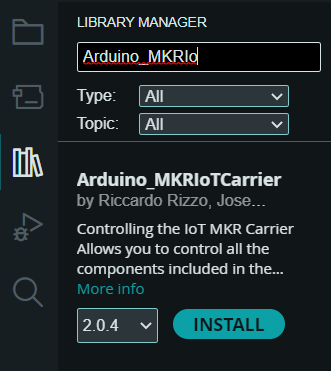 LIBRARY MANAGER
Arduino_MKRIo
Type: All
Topic: All
Arduino_MKRIoTCarrier
by Riccardo Rizzo, Jose...
Controlling the IoT MKR Carrier
Allows you to control all the
components included in the...
More info
2.0.4 INSTALL